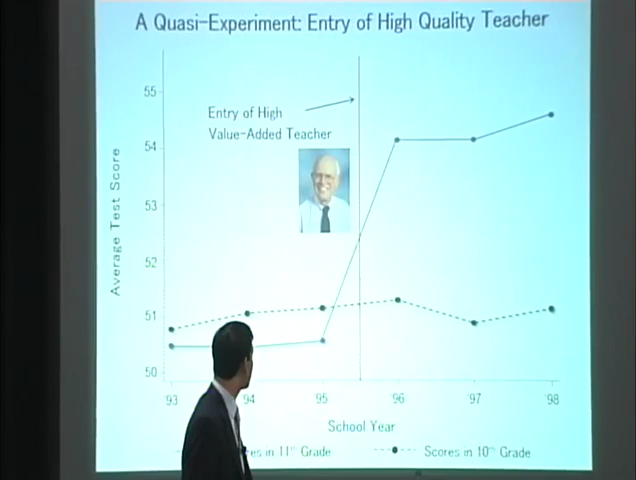 A Quasi-Experiment: Entry of High Quality Teacher
55
Entry of High
Value-Added Teacher
54
Average Test Score
53
52
51
50
93 94 95 96 97 98
School Year
in 11th Grade
Scores in 10th Grade